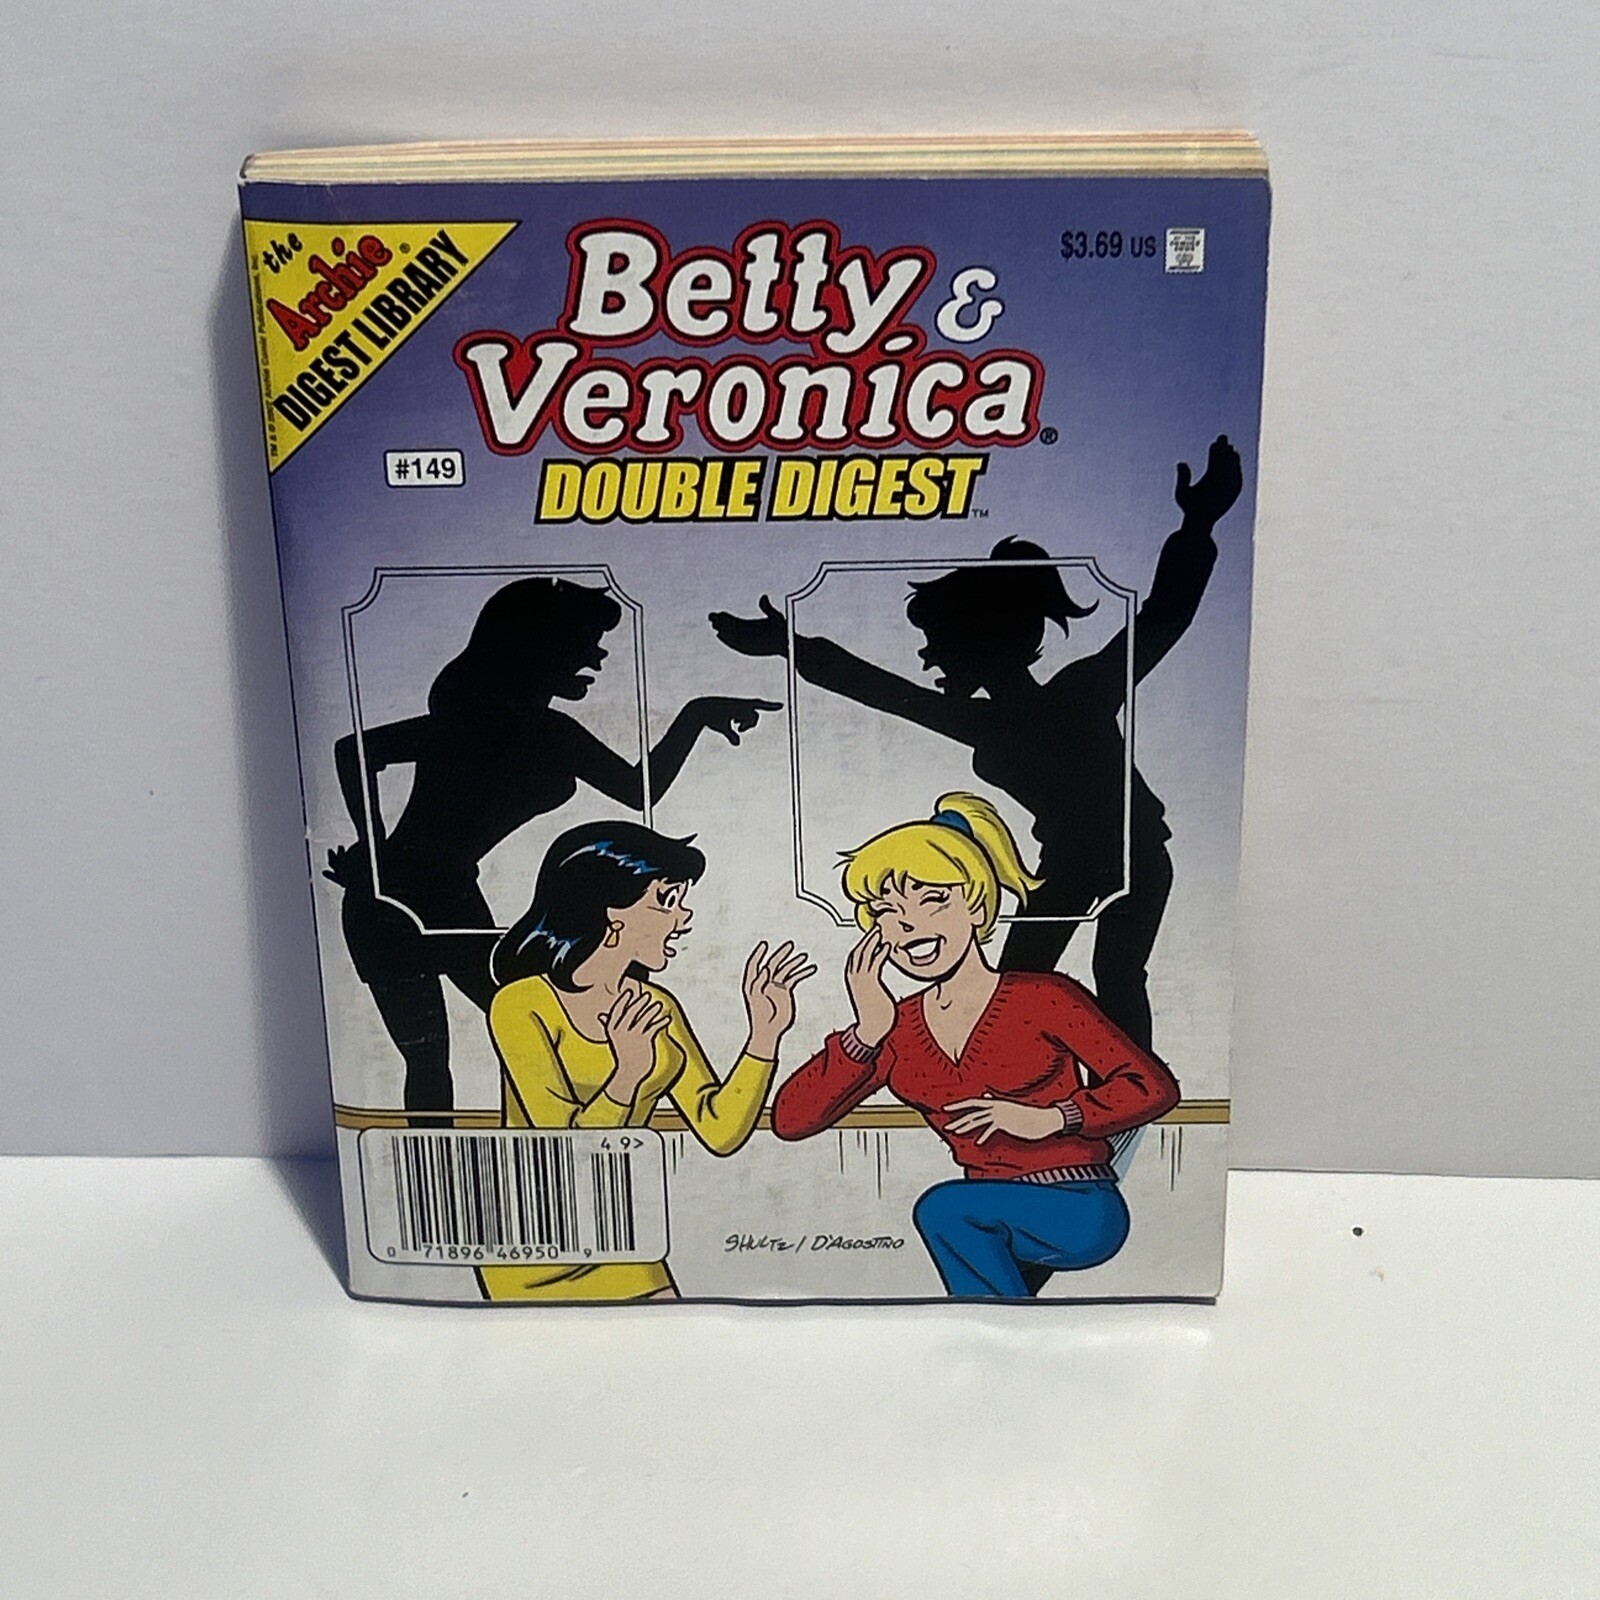 the
Archie®
DIGEST LIBRARY
Betty &
Veronica®
DOUBLE DIGEST™
$3.69 US
#149
4 9>
0 71896 46950 9
SHULTZ / D'AGOSTINO